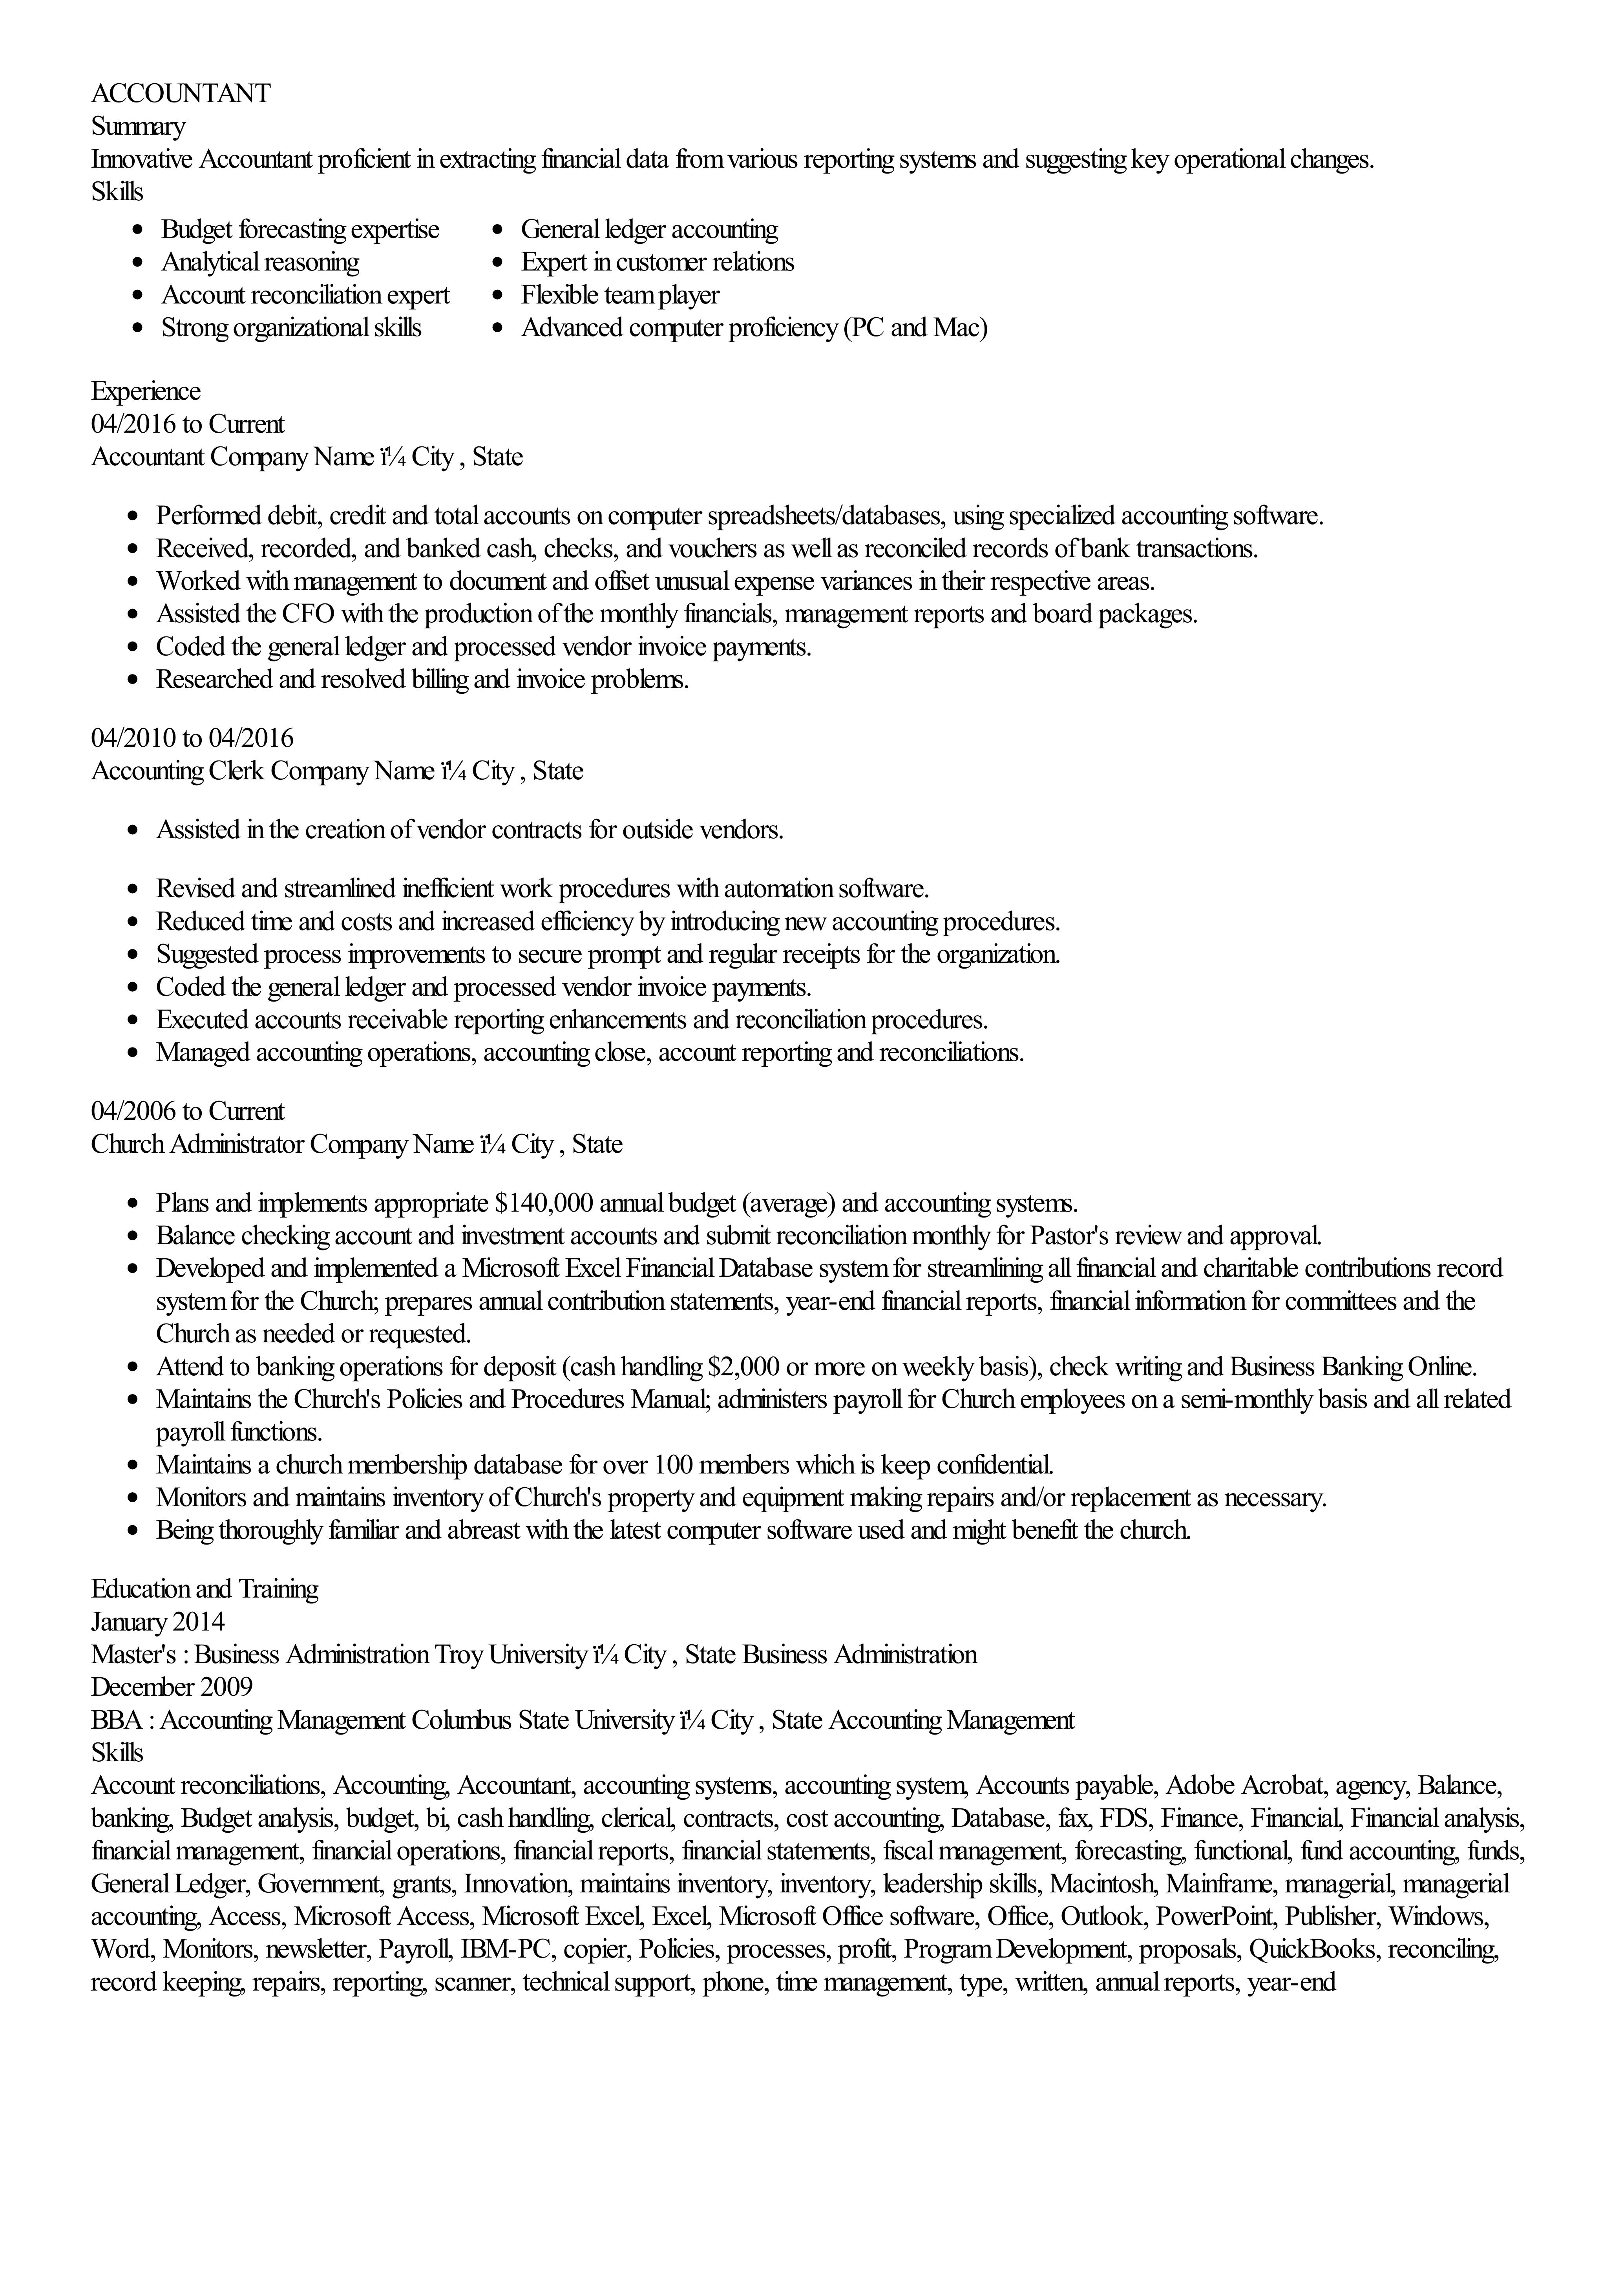 ACCOUNTANT
Summary
Innovative Accountant proficient in extracting financial data from various reporting systems and suggesting key operational changes.
Skills
• Budget forecasting expertise
• Analytical reasoning
• Account reconciliation expert
• Strong organizational skills
• General ledger accounting
• Expert in customer relations
• Flexible team player
• Advanced computer proficiency (PC and Mac)
Experience
04/2016 to Current
Accountant Company Name ï¼ City , State
• Performed debit, credit and total accounts on computer spreadsheets/databases, using specialized accounting software.
• Received, recorded, and banked cash, checks, and vouchers as well as reconciled records of bank transactions.
• Worked with management to document and offset unusual expense variances in their respective areas.
• Assisted the CFO with the production of the monthly financials, management reports and board packages.
• Coded the general ledger and processed vendor invoice payments.
• Researched and resolved billing and invoice problems.
04/2010 to 04/2016
Accounting Clerk Company Name ï¼ City , State
• Assisted in the creation of vendor contracts for outside vendors.
• Revised and streamlined inefficient work procedures with automation software.
• Reduced time and costs and increased efficiency by introducing new accounting procedures.
• Suggested process improvements to secure prompt and regular receipts for the organization.
• Coded the general ledger and processed vendor invoice payments.
• Executed accounts receivable reporting enhancements and reconciliation procedures.
• Managed accounting operations, accounting close, account reporting and reconciliations.
04/2006 to Current
Church Administrator Company Name ï¼ City , State
• Plans and implements appropriate $140,000 annual budget (average) and accounting systems.
• Balance checking account and investment accounts and submit reconciliation monthly for Pastor's review and approval.
• Developed and implemented a Microsoft Excel Financial Database system for streamlining all financial and charitable contributions record
system for the Church; prepares annual contribution statements, year-end financial reports, financial information for committees and the
Church as needed or requested.
• Attend to banking operations for deposit (cash handling $2,000 or more on weekly basis), check writing and Business Banking Online.
• Maintains the Church's Policies and Procedures Manual; administers payroll for Church employees on a semi-monthly basis and all related
payroll functions.
• Maintains a church membership database for over 100 members which is keep confidential.
• Monitors and maintains inventory of Church's property and equipment making repairs and/or replacement as necessary.
• Being thoroughly familiar and abreast with the latest computer software used and might benefit the church.
Education and Training
January 2014
Master's : Business Administration Troy University ï¼ City , State Business Administration
December 2009
BBA : Accounting Management Columbus State University ï¼ City , State Accounting Management
Skills
Account reconciliations, Accounting, Accountant, accounting systems, accounting system, Accounts payable, Adobe Acrobat, agency, Balance,
banking, Budget analysis, budget, bi, cash handling, clerical, contracts, cost accounting, Database, fax, FDS, Finance, Financial, Financial analysis,
financial management, financial operations, financial reports, financial statements, fiscal management, forecasting, functional, fund accounting, funds,
General Ledger, Government, grants, Innovation, maintains inventory, inventory, leadership skills, Macintosh, Mainframe, managerial, managerial
accounting, Access, Microsoft Access, Microsoft Excel, Excel, Microsoft Office software, Office, Outlook, PowerPoint, Publisher, Windows,
Word, Monitors, newsletter, Payroll, IBM-PC, copier, Policies, processes, profit, Program Development, proposals, QuickBooks, reconciling,
record keeping, repairs, reporting, scanner, technical support, phone, time management, type, written, annual reports, year-end